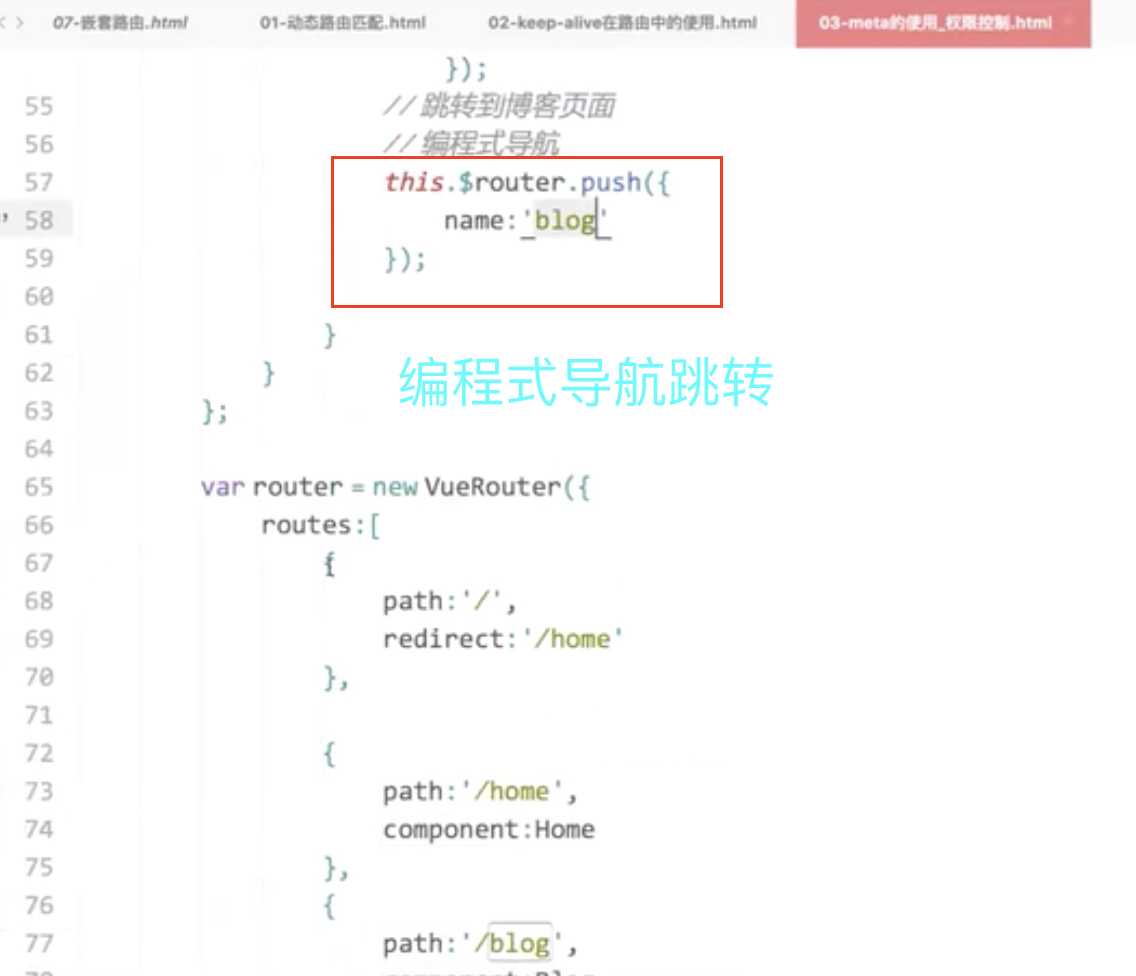 07-嵌套路由.html 01-动态路由匹配.html 02-keep-alive在路由中的使用.html 03-meta的使用_权限控制.html
});
55 // 跳转到博客页面
56 // 编程式导航
57 this.$router.push({
58 name:'blog'
59 });
60
61 }
62 }
编程式导航跳转
63 };
64
65 var router = new VueRouter({
66 routes:[
67 {
68 path:'/',
69 redirect:'/home'
70 },
71
72 {
73 path:'/home',
74 component:Home
75 },
76 {
77 path:'/blog',